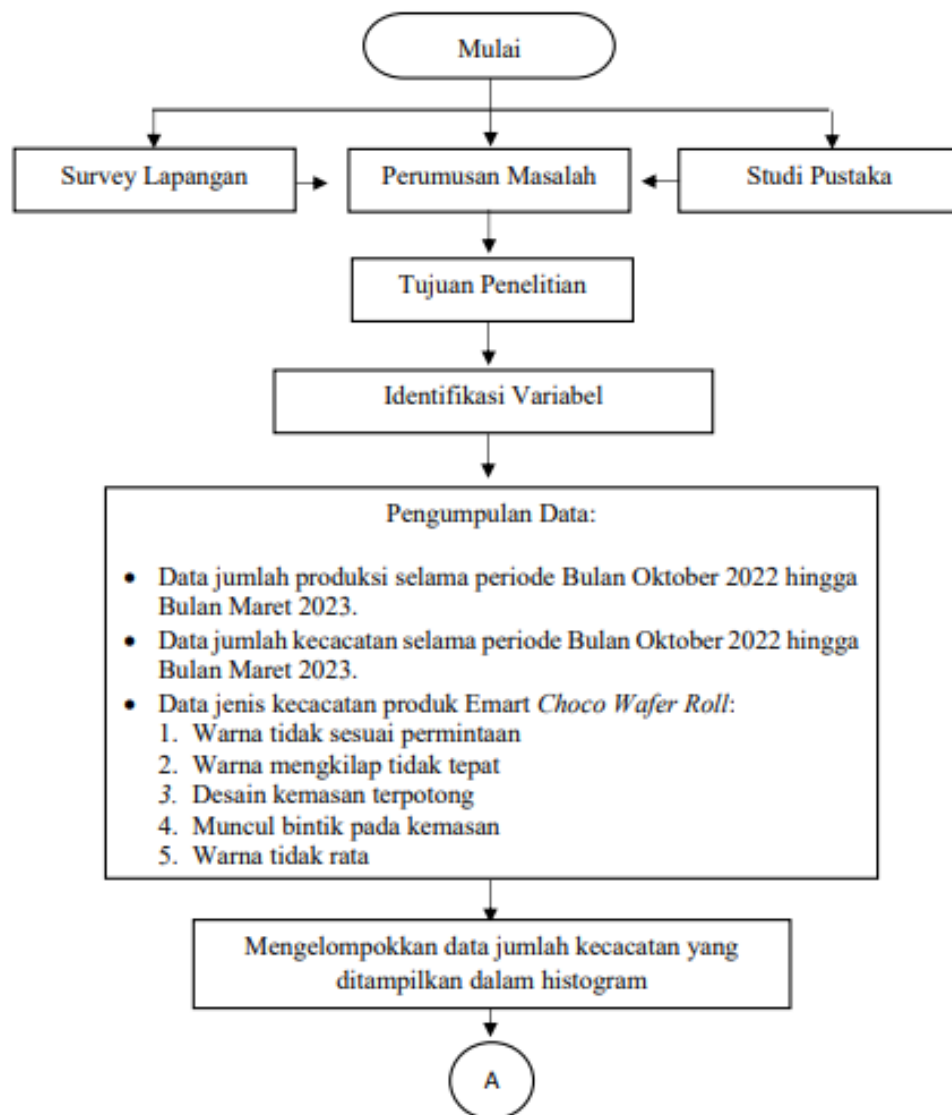 Mulai
Survey Lapangan
Perumusan Masalah
Studi Pustaka
Tujuan Penelitian
Identifikasi Variabel
Pengumpulan Data:
• Data jumlah produksi selama periode Bulan Oktober 2022 hingga
Bulan Maret 2023.
• Data jumlah kecacatan selama periode Bulan Oktober 2022 hingga
Bulan Maret 2023.
• Data jenis kecacatan produk Emart Choco Wafer Roll:
1. Warna tidak sesuai permintaan
2. Warna mengkilap tidak tepat
3. Desain kemasan terpotong
4. Muncul bintik pada kemasan
5. Warna tidak rata
Mengelompokkan data jumlah kecacatan yang
ditampilkan dalam histogram
A